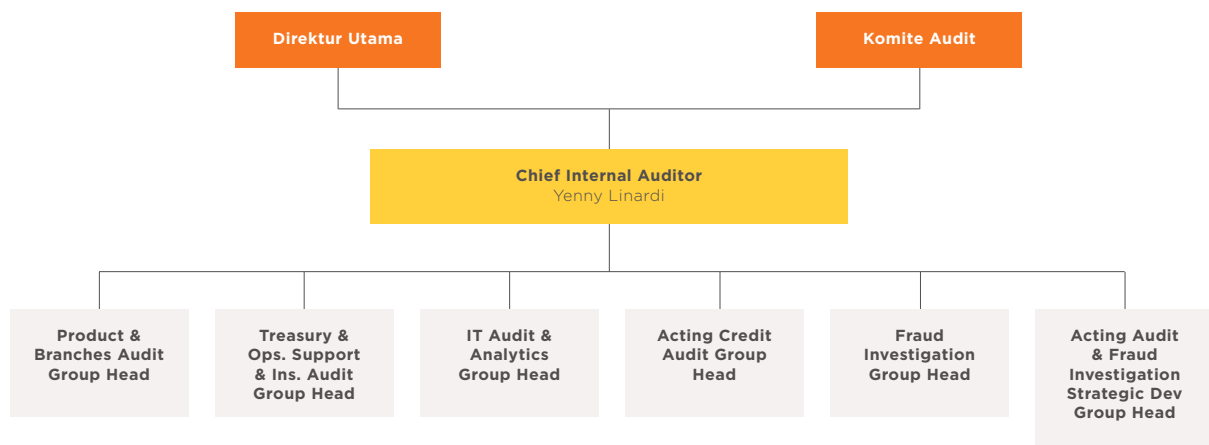 Direktur Utama
Komite Audit
Chief Internal Auditor
Yenny Linardi
Product &
Branches Audit
Group Head
Treasury &
Ops. Support
& Ins. Audit
Group Head
IT Audit &
Analytics
Group Head
Acting Credit
Audit Group
Head
Fraud
Investigation
Group Head
Acting Audit
& Fraud
Investigation
Strategic Dev
Group Head